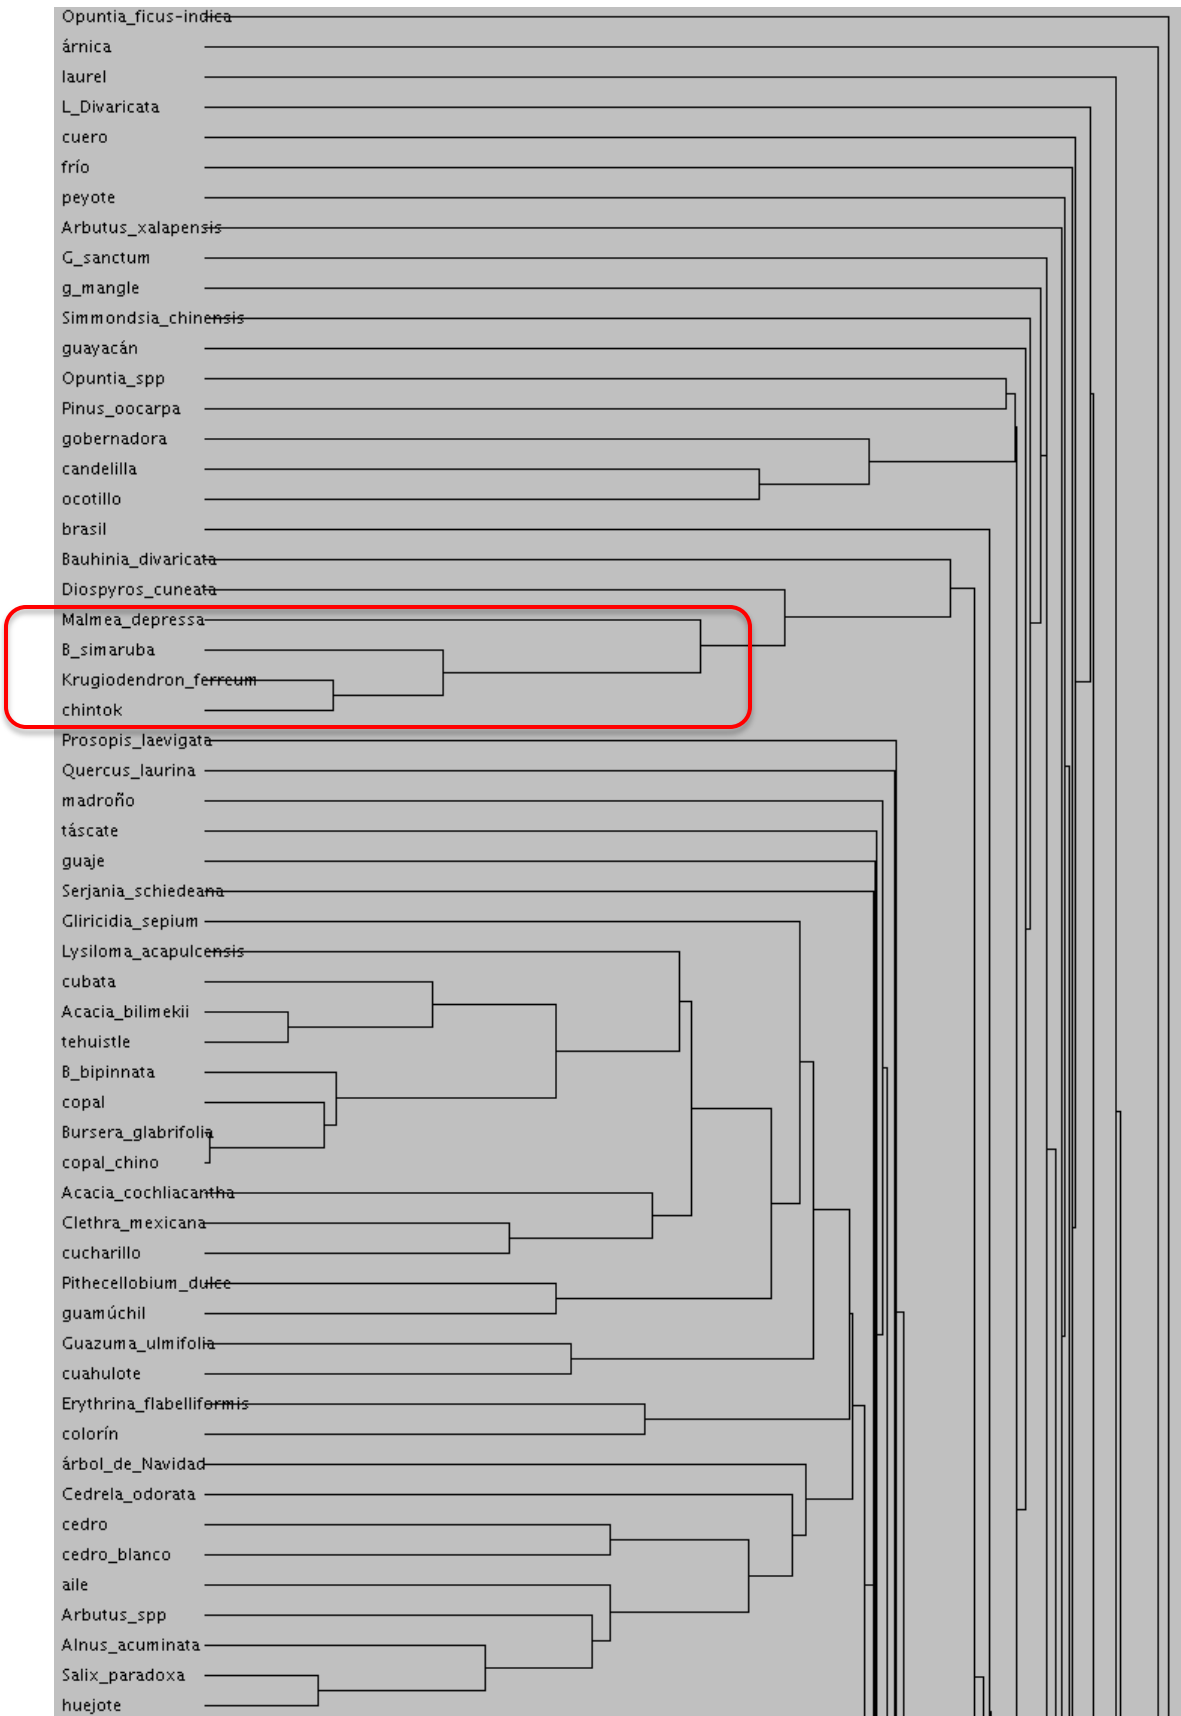 Opuntia_ficus-indica
árnica
laurel
L_Divaricata
cuero
frío
peyote
Arbutus_xalapensis
G_sanctum
g_mangle
Simmondsia_chinensis
guayacán
Opuntia_spp
Pinus_oocarpa
gobernadora
candelilla
ocotillo
brasil
Bauhinia_divaricata
Diospyros_cuneata
Malmea_depressa
B_simaruba
Krugiodendron_ferreum
chintok
Prosopis_laevigata
Quercus_laurina
madroño
táscate
guaje
Serjania_schiedeana
Gliricidia_sepium
Lysiloma_acapulcensis
cubata
Acacia_bilimekii
tehuistle
B_bipinnata
copal
Bursera_glabrifolia
copal_chino
Acacia_cochliacantha
Clethra_mexicana
cucharillo
Pithecellobium_dulce
guamúchil
Guazuma_ulmifolia
cuahulote
Erythrina_flabelliformis
colorín
árbol_de_Navidad
Cedrela_odorata
cedro
cedro_blanco
aile
Arbutus_spp
Alnus_acuminata
Salix_paradoxa
huejote